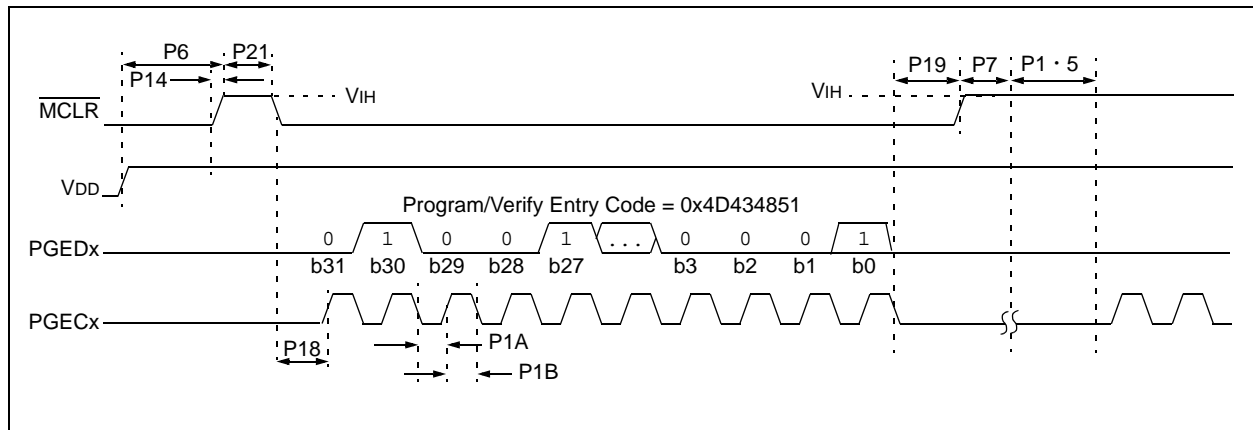 P6 P21
P14
P19 P7 P1・5
VIH
VIH
MCLR
VDD
Program/Verify Entry Code = 0x4D434851
PGEDx
0 1 0 0 1 ... 0 0 0 1
b31 b30 b29 b28 b27 b3 b2 b1 b0
PGECx
P18
P1A
P1B